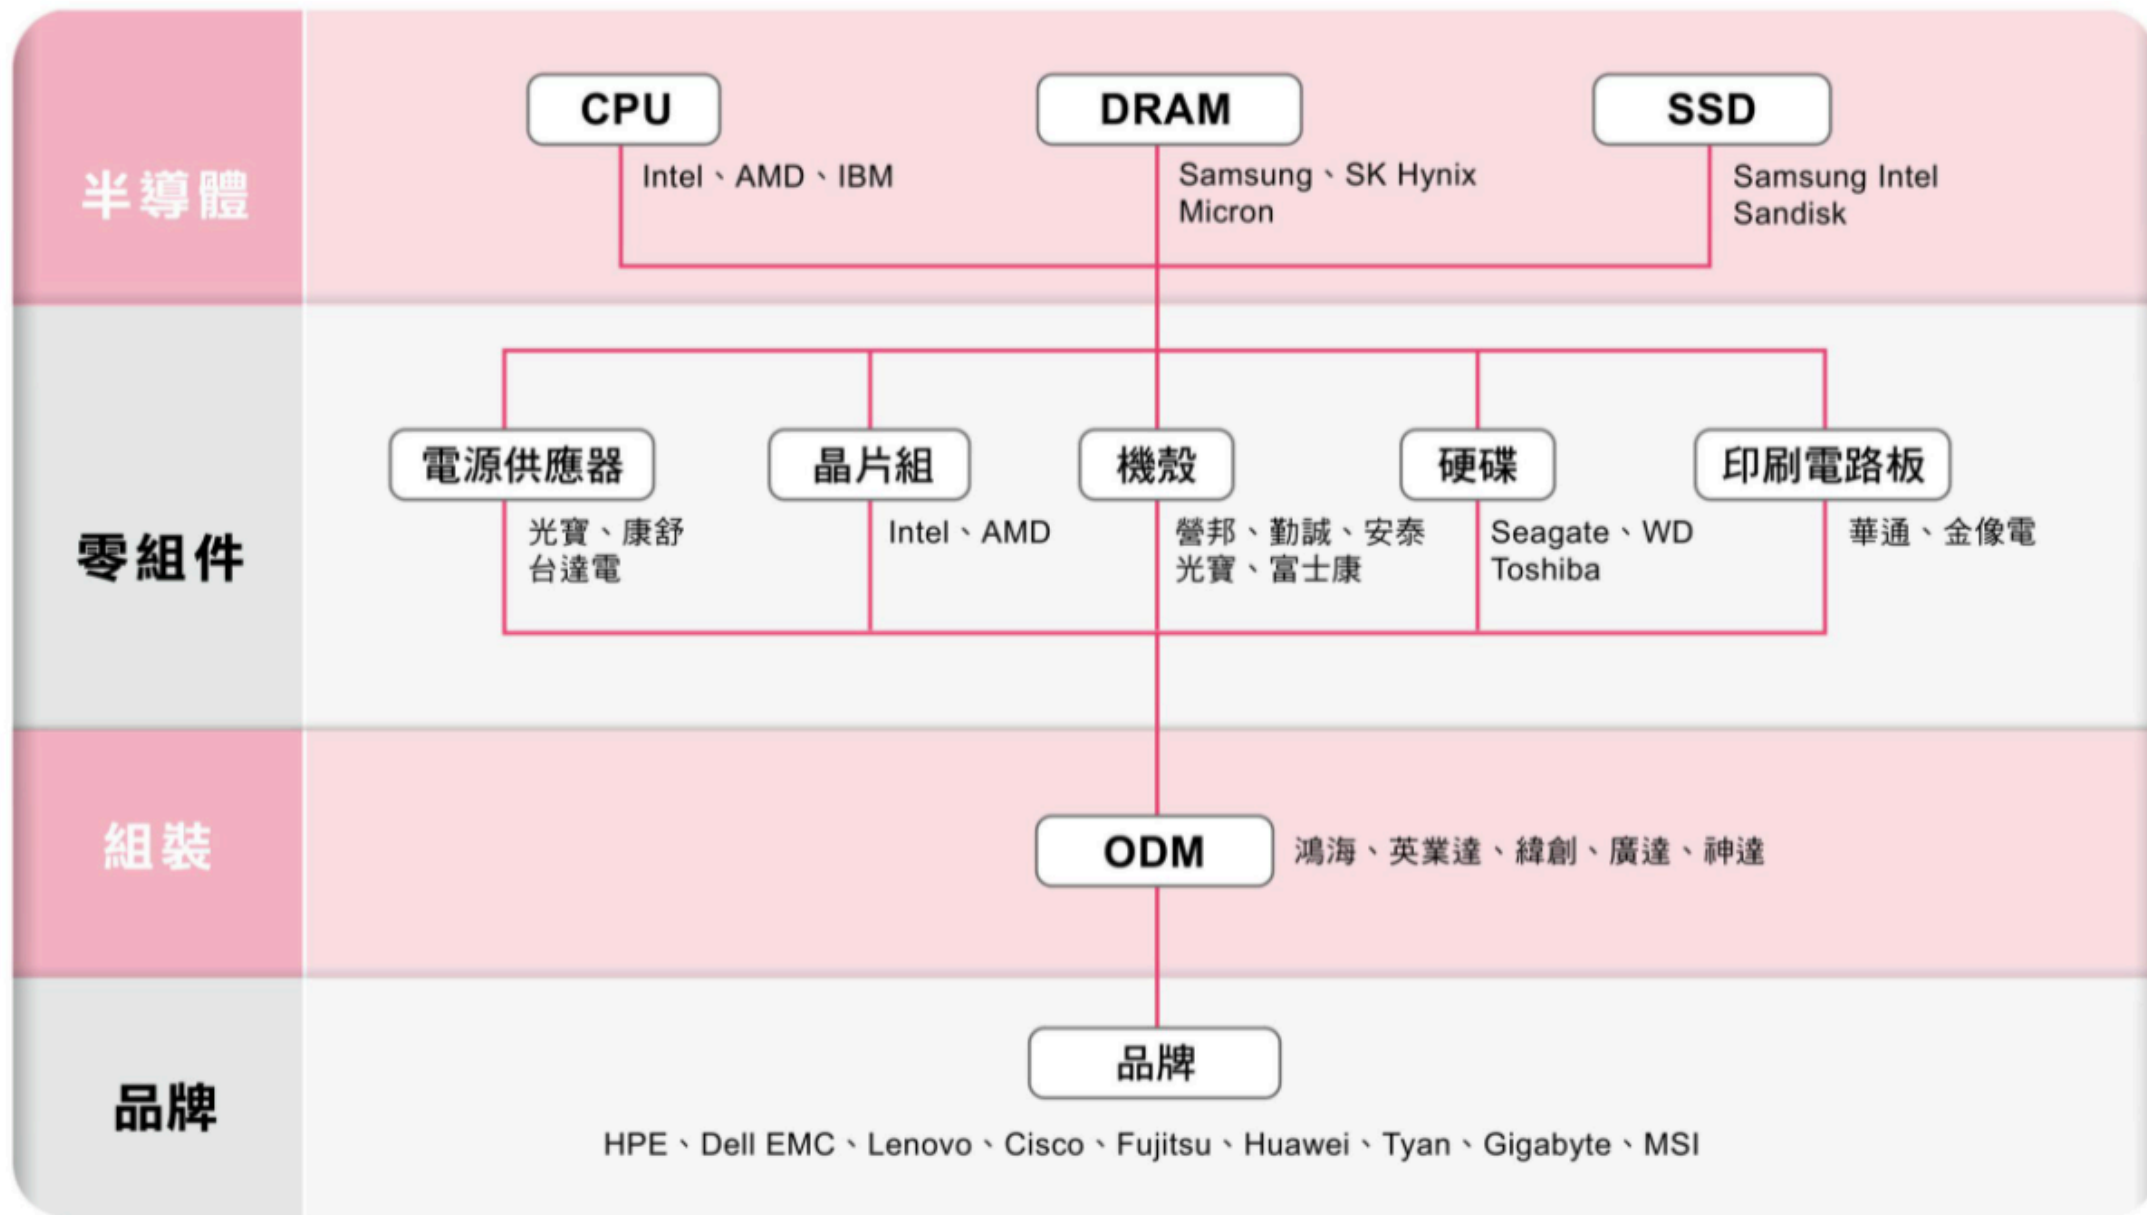 半導體
CPU
Intel、AMD、IBM
DRAM
Samsung、SK Hynix
Micron
SSD
Samsung Intel
Sandisk
零組件
電源供應器
光寶、康舒
台達電
晶片組
Intel、AMD
機殼
營邦、勤誠、安泰
光寶、富士康
硬碟
Seagate、WD
Toshiba
印刷電路板
華通、金像電
組裝
ODM
鴻海、英業達、緯創、廣達、神達
品牌
品牌
HPE、Dell EMC、Lenovo、Cisco、Fujitsu、Huawei、Tyan、Gigabyte、MSI